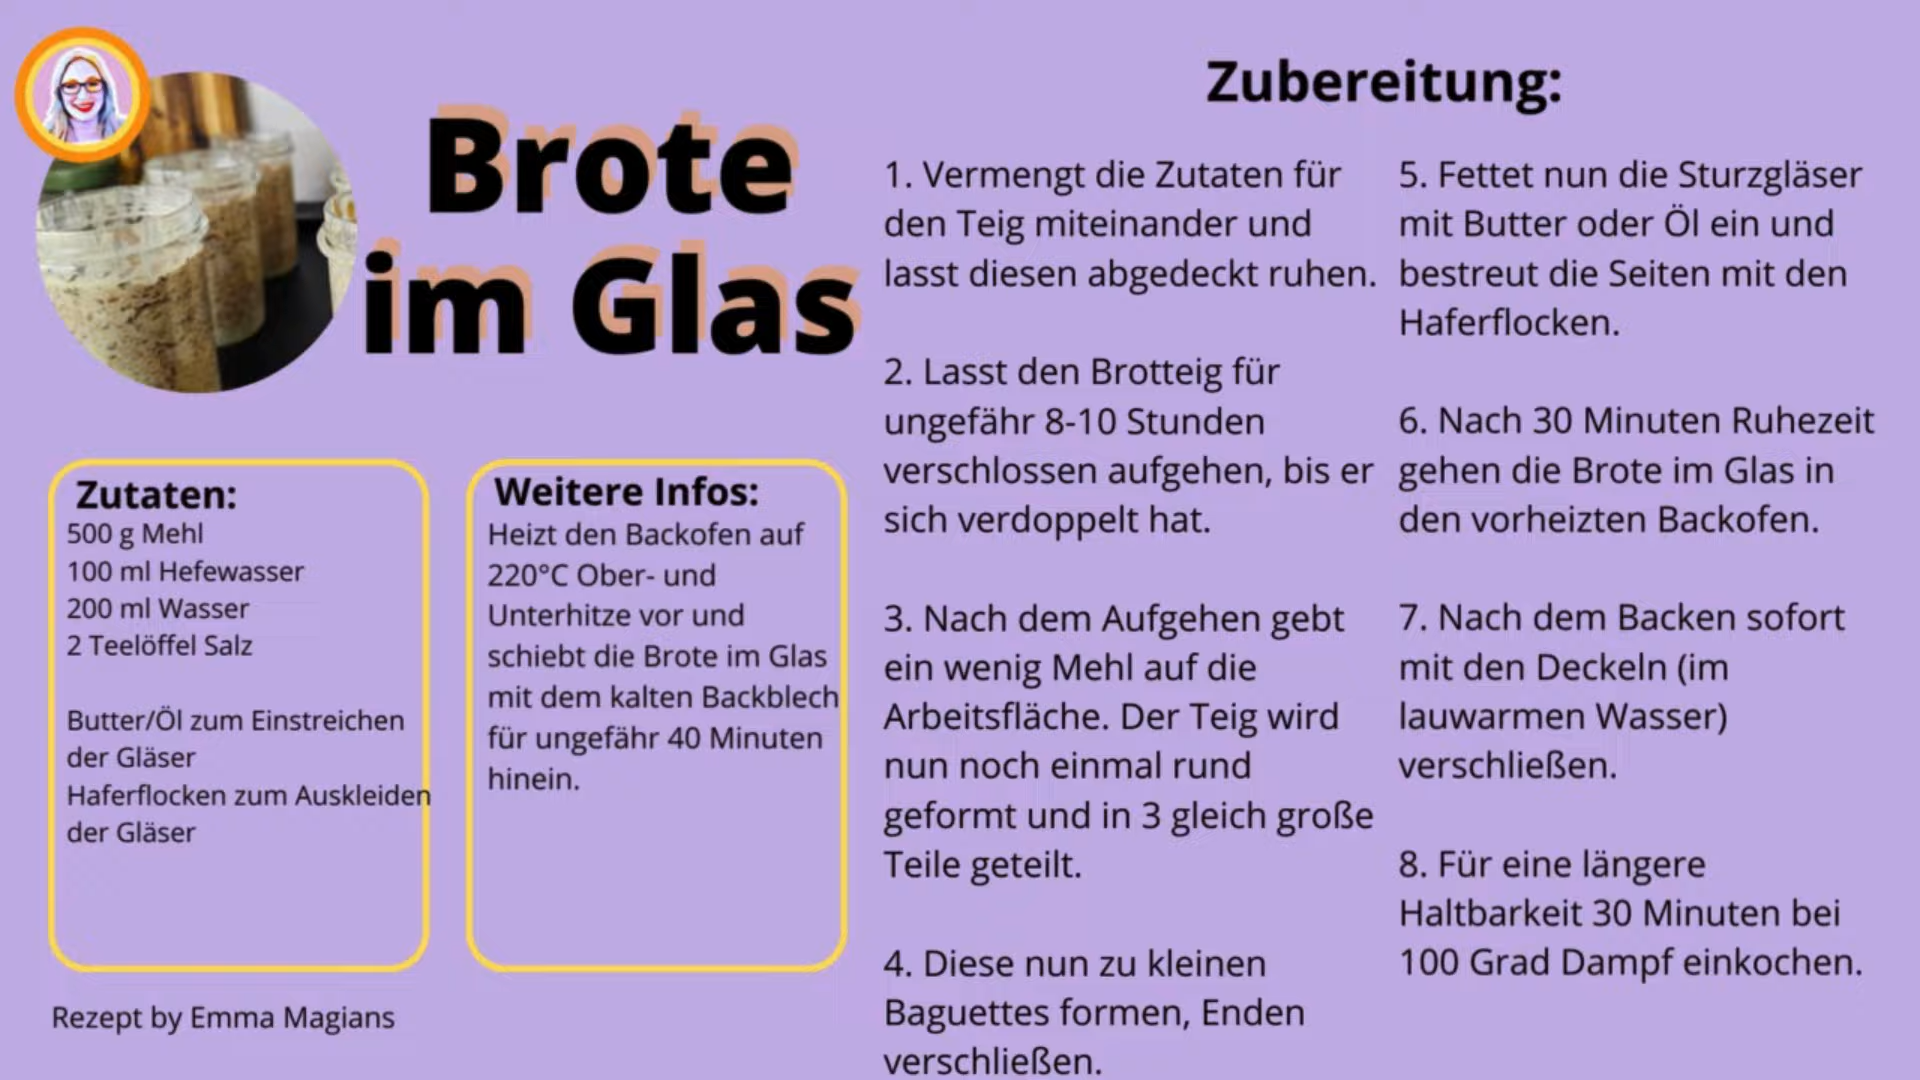 Brote
im Glas
Zutaten:
500 g Mehl
100 ml Hefewasser
200 ml Wasser
2 Teelöffel Salz
Butter/Öl zum Einstreichen
der Gläser
Haferflocken zum Auskleiden
der Gläser
Weitere Infos:
Heizt den Backofen auf
220°C Ober- und
Unterhitze vor und
schiebt die Brote im Glas
mit dem kalten Backblech
für ungefähr 40 Minuten
hinein.
Rezept by Emma Magians
Zubereitung:
1. Vermengt die Zutaten für
den Teig miteinander und
lasst diesen abgedeckt ruhen.
2. Lasst den Brotteig für
ungefähr 8-10 Stunden
verschlossen aufgehen, bis er
sich verdoppelt hat.
3. Nach dem Aufgehen gebt
ein wenig Mehl auf die
Arbeitsfläche. Der Teig wird
nun noch einmal rund
geformt und in 3 gleich große
Teile geteilt.
4. Diese nun zu kleinen
Baguettes formen, Enden
verschließen.
5. Fettet nun die Sturzgläser
mit Butter oder Öl ein und
bestreut die Seiten mit den
Haferflocken.
6. Nach 30 Minuten Ruhezeit
gehen die Brote im Glas in
den vorheizten Backofen.
7. Nach dem Backen sofort
mit den Deckeln (im
lauwarmen Wasser)
verschließen.
8. Für eine längere
Haltbarkeit 30 Minuten bei
100 Grad Dampf einkochen.